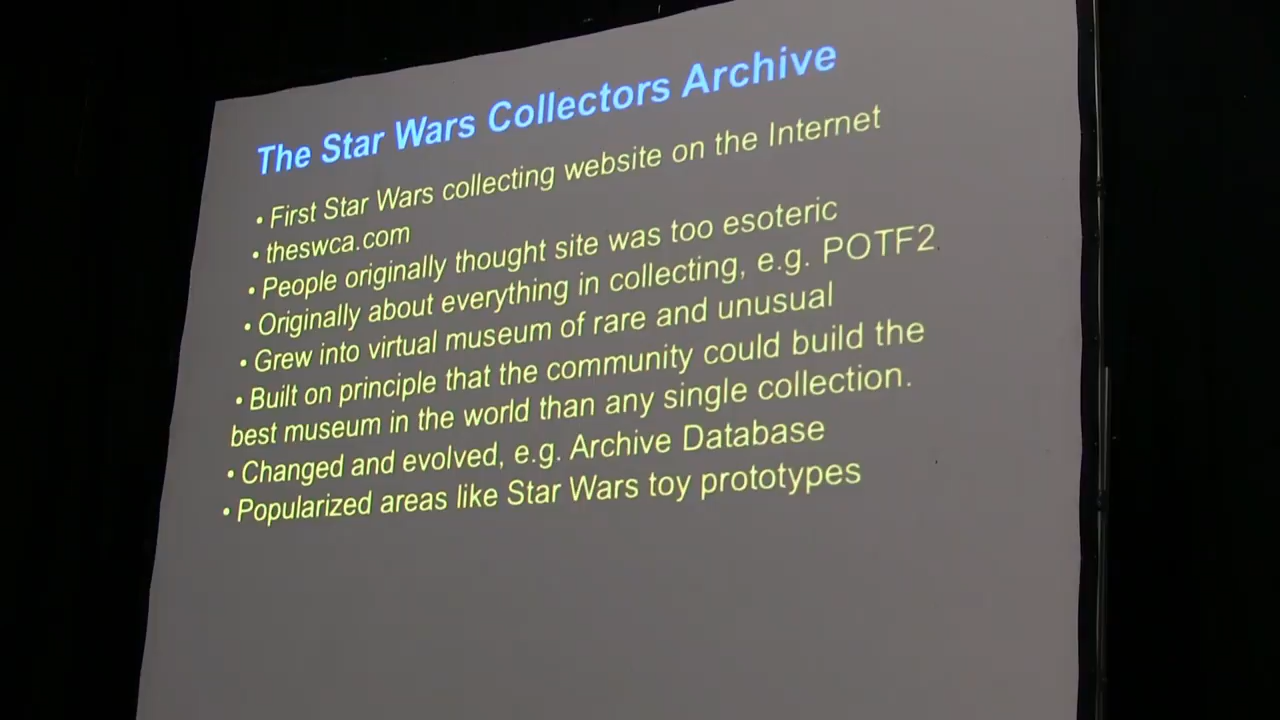 The Star Wars Collectors Archive
• First Star Wars collecting website on the Internet
• theswca.com
• People originally thought site was too esoteric
• Originally about everything in collecting, e.g. POTF2
• Grew into virtual museum of rare and unusual
• Built on principle that the community could build the
best museum in the world than any single collection.
• Changed and evolved, e.g. Archive Database
• Popularized areas like Star Wars toy prototypes